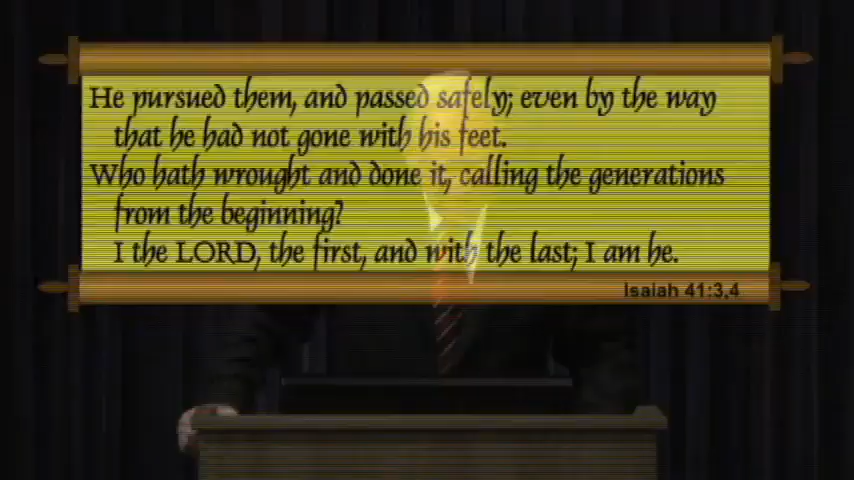 He pursued them, and passed safely; even by the way
that he had not gone with his feet.
Who hath wrought and done it, calling the generations
from the beginning?
I the LORD, the first, and with the last; I am he.
Isaiah 41:3,4